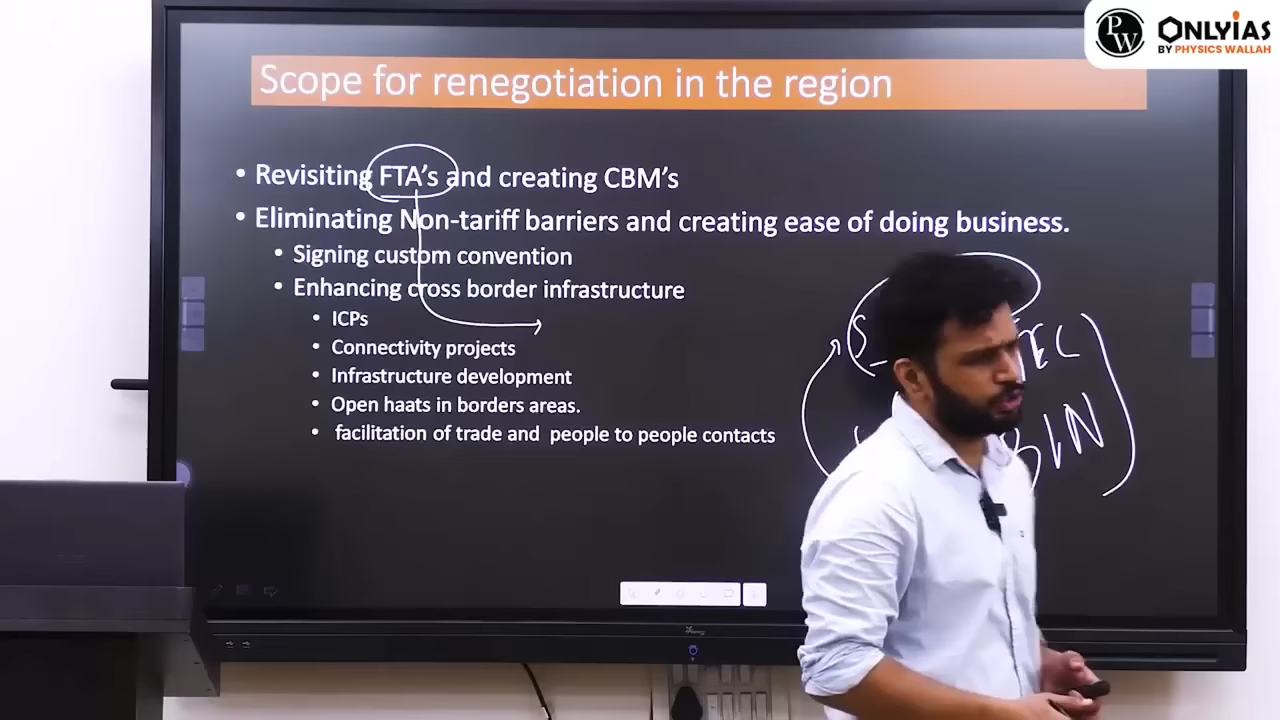 PW
ONLYIAS
BY PHYSICS WALLAH
Scope for renegotiation in the region
• Revisiting FTA's and creating CBM's
• Eliminating Non-tariff barriers and creating ease of doing business.
• Signing custom convention
• Enhancing cross border infrastructure
• ICPs
• Connectivity projects
• Infrastructure development
• Open haats in borders areas.
• facilitation of trade and people to people contacts